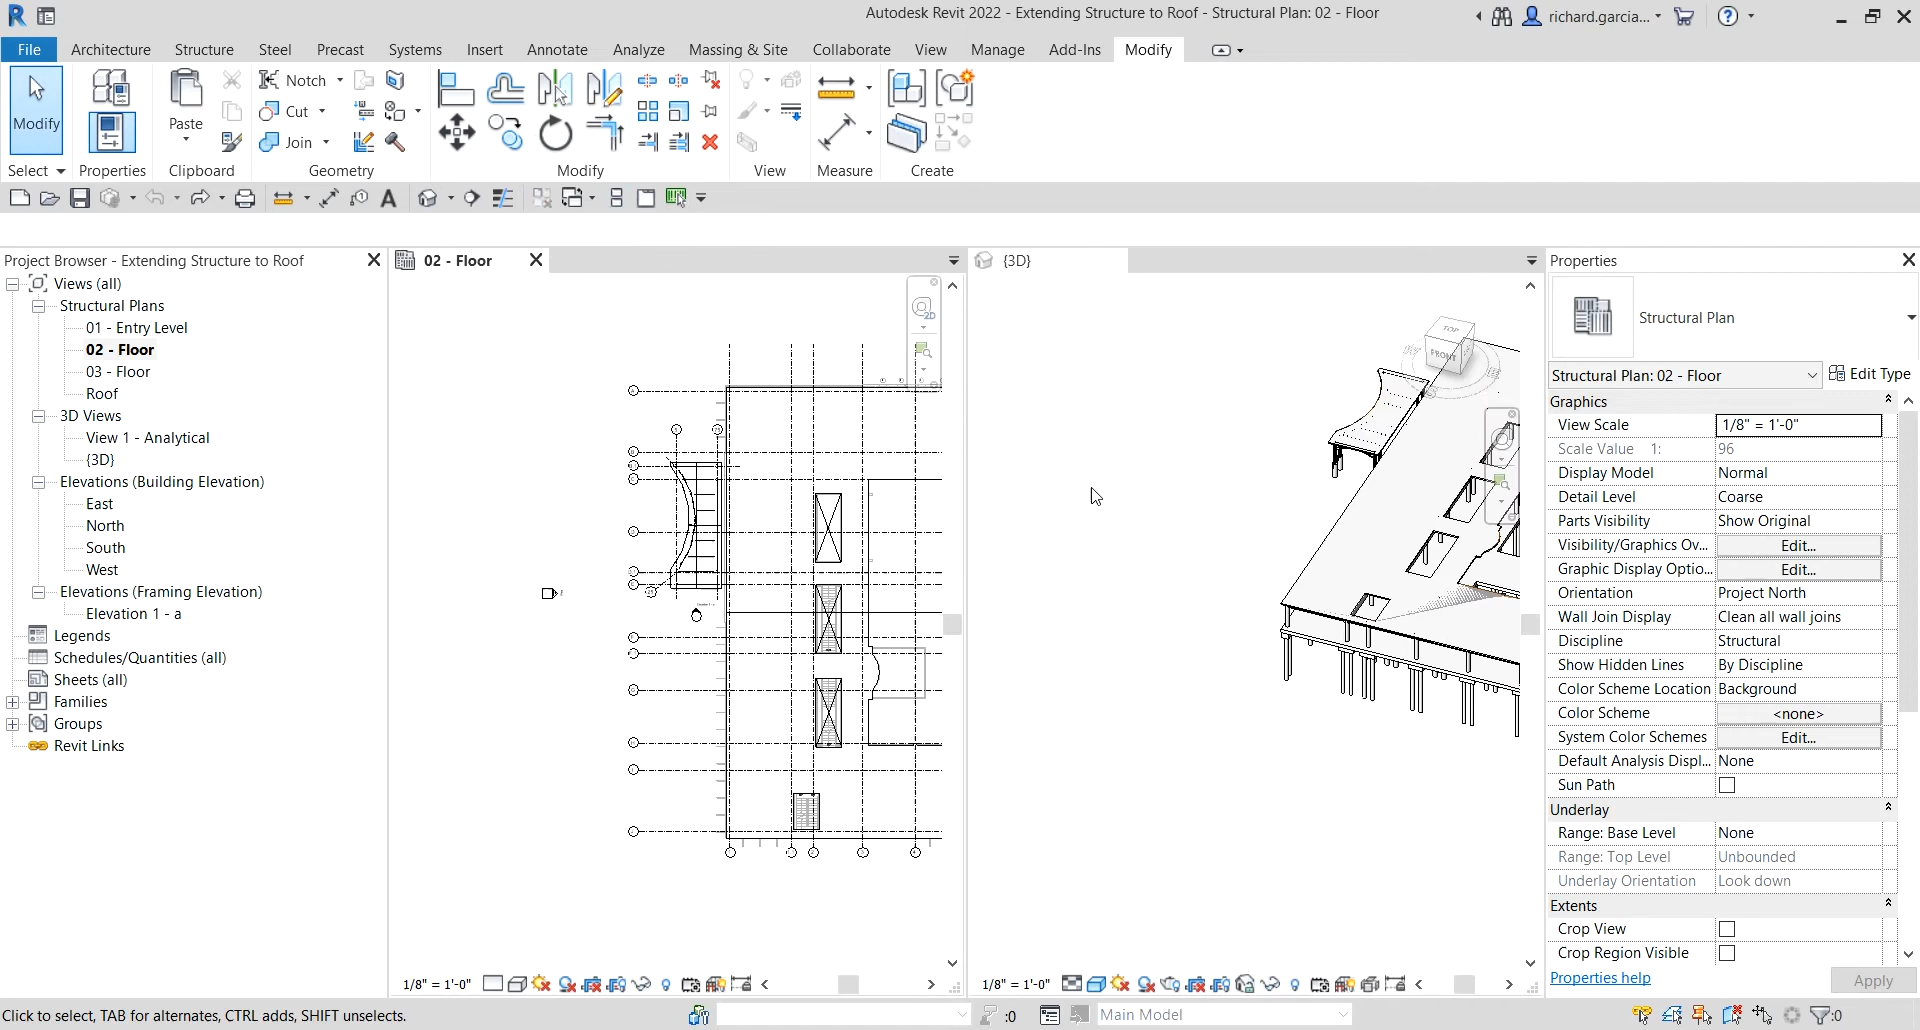 Autodesk Revit 2022 - Extending Structure to Roof - Structural Plan: 02 - Floor
richard.garcia...
File Architecture Structure Steel Precast Systems Insert Annotate Analyze Massing & Site Collaborate View Manage Add-Ins Modify
Modify
Paste
Notch
Cut
Join
Select Properties Clipboard Geometry Modify View Measure Create
Project Browser - Extending Structure to Roof
Views (all)
Structural Plans
01 - Entry Level
02 - Floor
03 - Floor
Roof
3D Views
View 1 - Analytical
{3D}
Elevations (Building Elevation)
East
North
South
West
Elevations (Framing Elevation)
Elevation 1 - a
Legends
Schedules/Quantities (all)
Sheets (all)
Families
Groups
Revit Links
02 - Floor
2D
1/8" = 1'-0"
{3D}
TOP
FRONT
1/8" = 1'-0"
Properties
Structural Plan
Structural Plan: 02 - Floor Edit Type
Graphics
View Scale 1/8" = 1'-0"
Scale Value 1: 96
Display Model Normal
Detail Level Coarse
Parts Visibility Show Original
Visibility/Graphics Ov... Edit...
Graphic Display Optio... Edit...
Orientation Project North
Wall Join Display Clean all wall joins
Discipline Structural
Show Hidden Lines By Discipline
Color Scheme Location Background
Color Scheme <none>
System Color Schemes Edit...
Default Analysis Displ... None
Sun Path
Underlay
Range: Base Level None
Range: Top Level Unbounded
Underlay Orientation Look down
Extents
Crop View
Crop Region Visible
Properties help Apply
Click to select, TAB for alternates, CTRL adds, SHIFT unselects.
:0
Main Model
:0